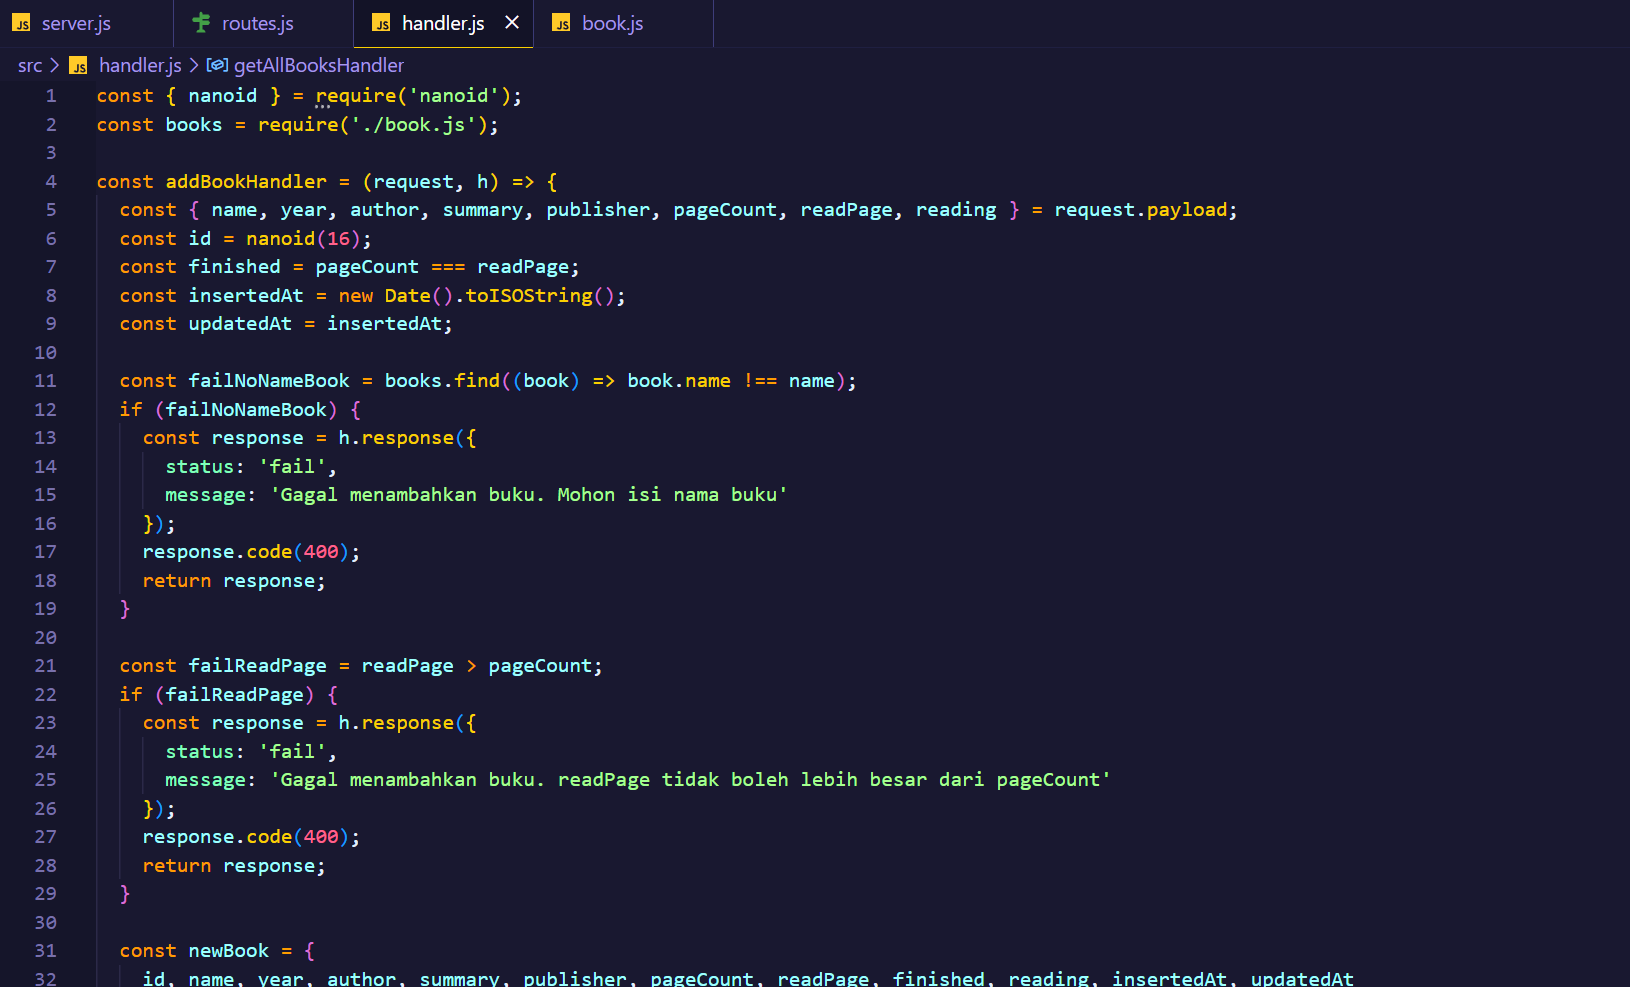 JS server.js routes.js JS handler.js × JS book.js
src > JS handler.js > getAllBooksHandler
1 const { nanoid } = require('nanoid');
2 const books = require('./book.js');
3
4 const addBookHandler = (request, h) => {
5 const { name, year, author, summary, publisher, pageCount, readPage, reading } = request.payload;
6 const id = nanoid(16);
7 const finished = pageCount === readPage;
8 const insertedAt = new Date().toISOString();
9 const updatedAt = insertedAt;
10
11 const failNoNameBook = books.find((book) => book.name !== name);
12 if (failNoNameBook) {
13 const response = h.response({
14 status: 'fail',
15 message: 'Gagal menambahkan buku. Mohon isi nama buku'
16 });
17 response.code(400);
18 return response;
19 }
20
21 const failReadPage = readPage > pageCount;
22 if (failReadPage) {
23 const response = h.response({
24 status: 'fail',
25 message: 'Gagal menambahkan buku. readPage tidak boleh lebih besar dari pageCount'
26 });
27 response.code(400);
28 return response;
29 }
30
31 const newBook = {
32 id, name, year, author, summary, publisher, pageCount, readPage, finished, reading, insertedAt, updatedAt